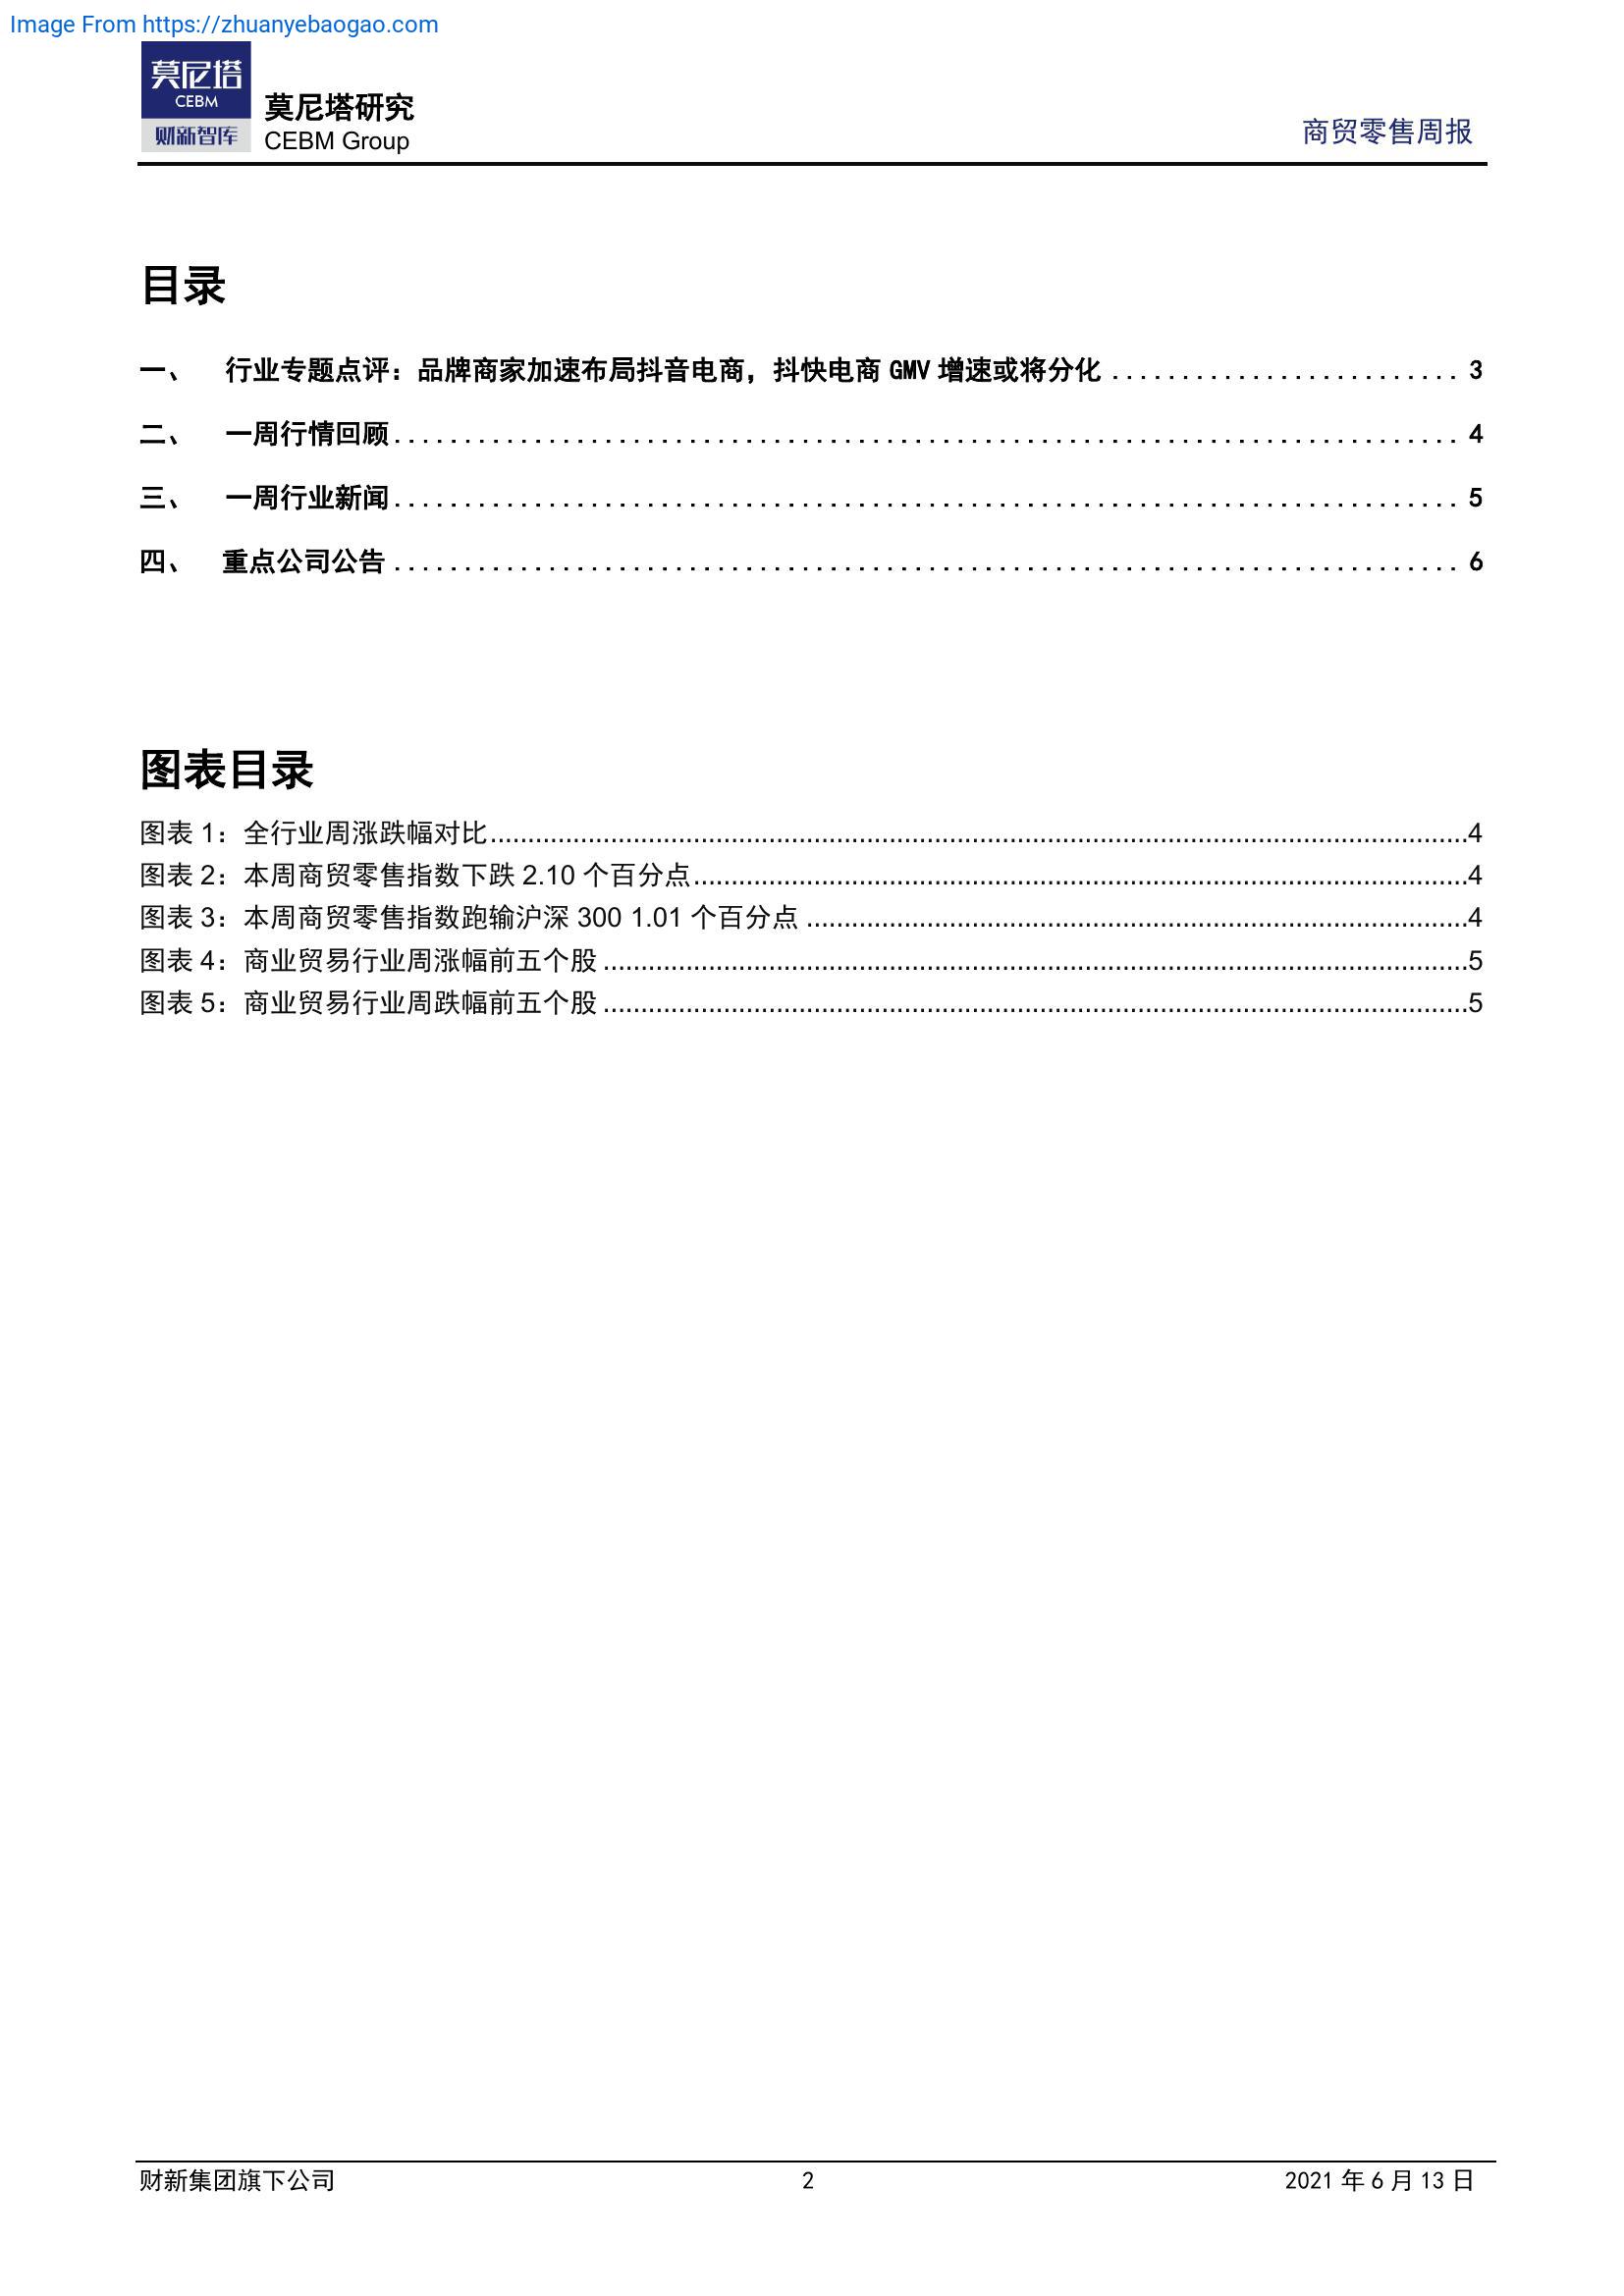 Image From https://zhuanyebaogao.com
莫尼塔
CEBM
财新智库
莫尼塔研究
CEBM Group
商贸零售周报
目录
一、 行业专题点评：品牌商家加速布局抖音电商，抖快电商 GMV 增速或将分化 ......................... 3
二、 一周行情回顾............................................................................ 4
三、 一周行业新闻............................................................................ 5
四、 重点公司公告............................................................................ 6
图表目录
图表 1：全行业周涨跌幅对比....................................................................................................................................4
图表 2：本周商贸零售指数下跌 2.10 个百分点.........................................................................................................4
图表 3：本周商贸零售指数跑输沪深 300 1.01 个百分点 .........................................................................................4
图表 4：商业贸易行业周涨幅前五个股 ....................................................................................................................5
图表 5：商业贸易行业周跌幅前五个股 ....................................................................................................................5
财新集团旗下公司
2
2021 年 6 月 13 日